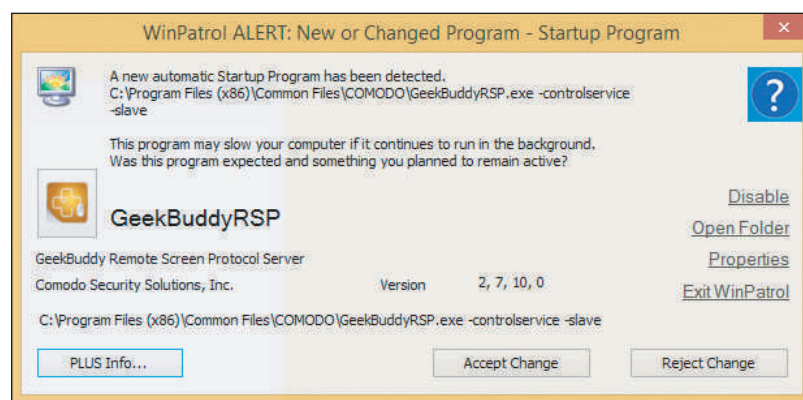 WinPatrol ALERT: New or Changed Program - Startup Program
A new automatic Startup Program has been detected.
C:\Program Files (x86)\Common Files\COMODO\GeekBuddyRSP.exe -controlservice
-slave
This program may slow your computer if it continues to run in the background.
Was this program expected and something you planned to remain active?
GeekBuddyRSP
Disable
Open Folder
GeekBuddy Remote Screen Protocol Server
Properties
Comodo Security Solutions, Inc. Version 2, 7, 10, 0
Exit WinPatrol
C:\Program Files (x86)\Common Files\COMODO\GeekBuddyRSP.exe -controlservice -slave
PLUS Info... Accept Change Reject Change